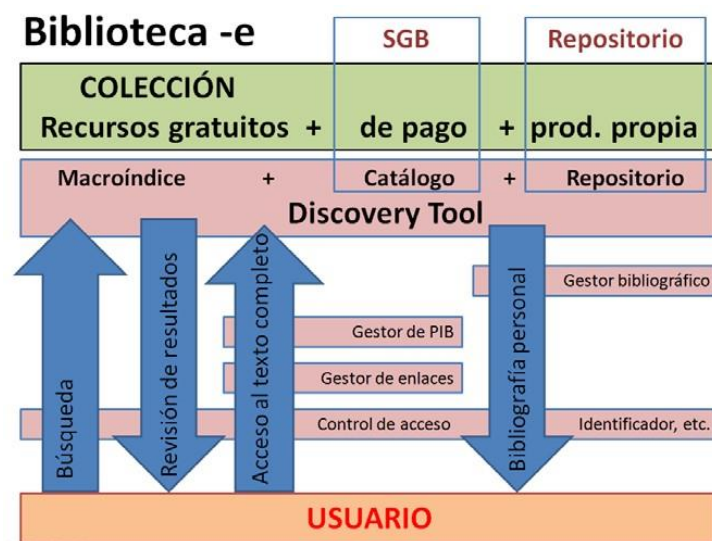 Biblioteca -e
SGB
Repositorio
COLECCIÓN
Recursos gratuitos + de pago + prod. propia
Macroíndice + Catálogo + Repositorio
Discovery Tool
Búsqueda
Revisión de resultados
Acceso al texto completo
Bibliografía personal
Gestor bibliográfico
Gestor de PIB
Gestor de enlaces
Control de acceso
Identificador, etc.
USUARIO